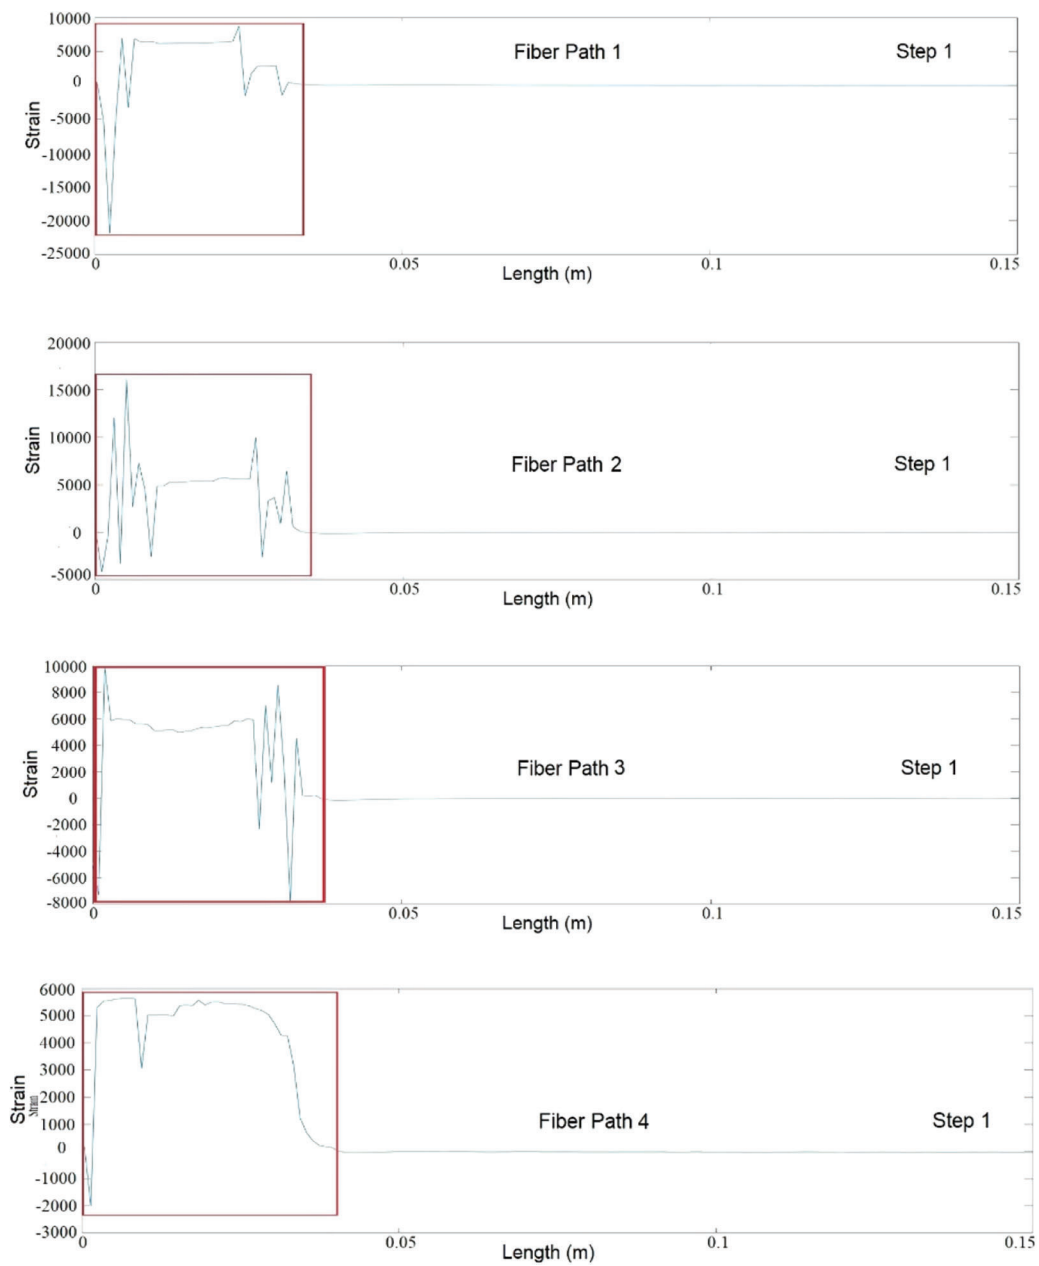 10000
5000
Fiber Path 1
Step 1
0
-5000
Strain
-10000
-15000
-20000
-25000
0
0.05
0.1
0.15
Length (m)
20000
15000
10000
Strain
Fiber Path 2
Step 1
5000
0
-5000
0
0.05
0.1
0.15
Length (m)
10000
8000
6000
4000
Strain
Fiber Path 3
Step 1
2000
0
-2000
-4000
-6000
-8000
0
0.05
0.1
0.15
Length (m)
6000
5000
4000
3000
2000
Strain
Strain
1000
Fiber Path 4
Step 1
0
-1000
-2000
-3000
0
0.05
0.1
0.15
Length (m)